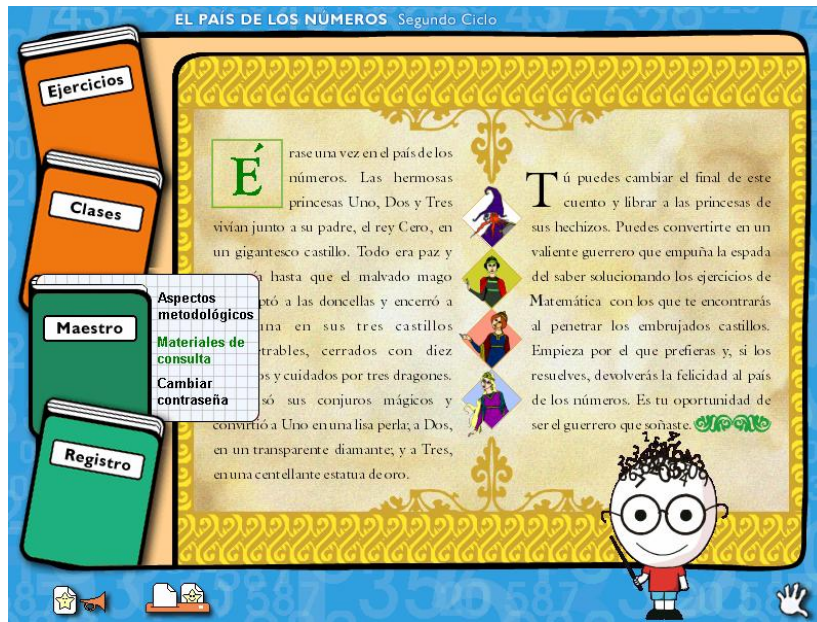 EL PAÍS DE LOS NÚMEROS Segundo Ciclo
Ejercicios
Clases
Maestro
Registro
Aspectos
metodológicos
Materiales de
consulta
Cambiar
contraseña
Érase una vez en el país de los
números. Las hermosas
princesas Uno, Dos y Tres
vivían junto a su padre, el rey Cero, en
un gigantesco castillo. Todo era paz y
hasta que el malvado mago
a las doncellas y encerró a
en sus tres castillos
cerrados con diez
y cuidados por tres dragones.
sus conjuros mágicos y
convirtió a Uno en una lisa perla; a Dos,
en un transparente diamante; y a Tres,
en una centellante estatua de oro.
Tú puedes cambiar el final de este
cuento y librar a las princesas de
sus hechizos. Puedes convertirte en un
valiente guerrero que empuña la espada
del saber solucionando los ejercicios de
Matemática con los que te encontrarás
al penetrar los embrujados castillos.
Empieza por el que prefieras y, si los
resuelves, devolverás la felicidad al país
de los números. Es tu oportunidad de
ser el guerrero que soñaste.